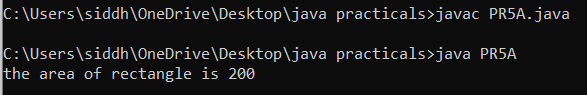 C:\Users\siddh\OneDrive\Desktop\java practicals>javac PR5A.java
C:\Users\siddh\OneDrive\Desktop\java practicals>java PR5A
the area of rectangle is 200